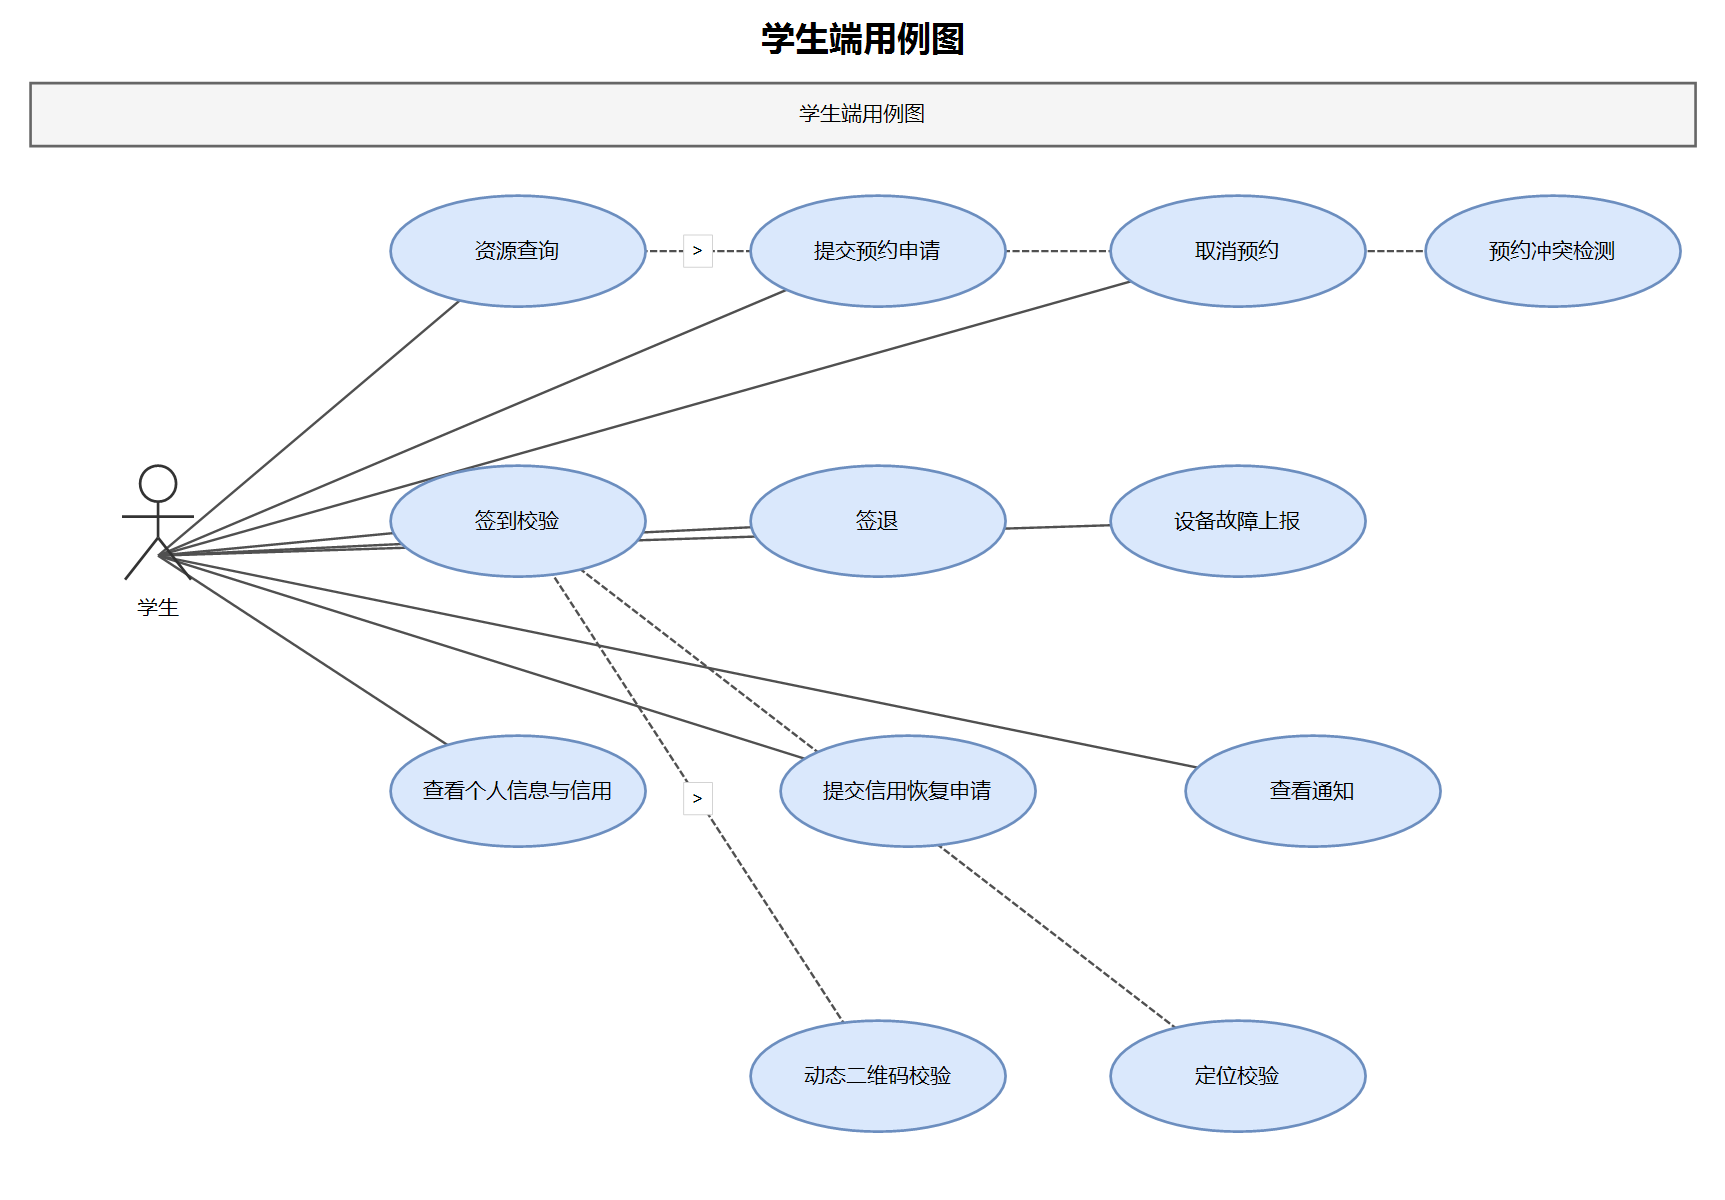 学生端用例图
学生端用例图
资源查询
>
提交预约申请
取消预约
预约冲突检测
签到校验
签退
设备故障上报
学生
查看个人信息与信用
>
提交信用恢复申请
查看通知
动态二维码校验
定位校验